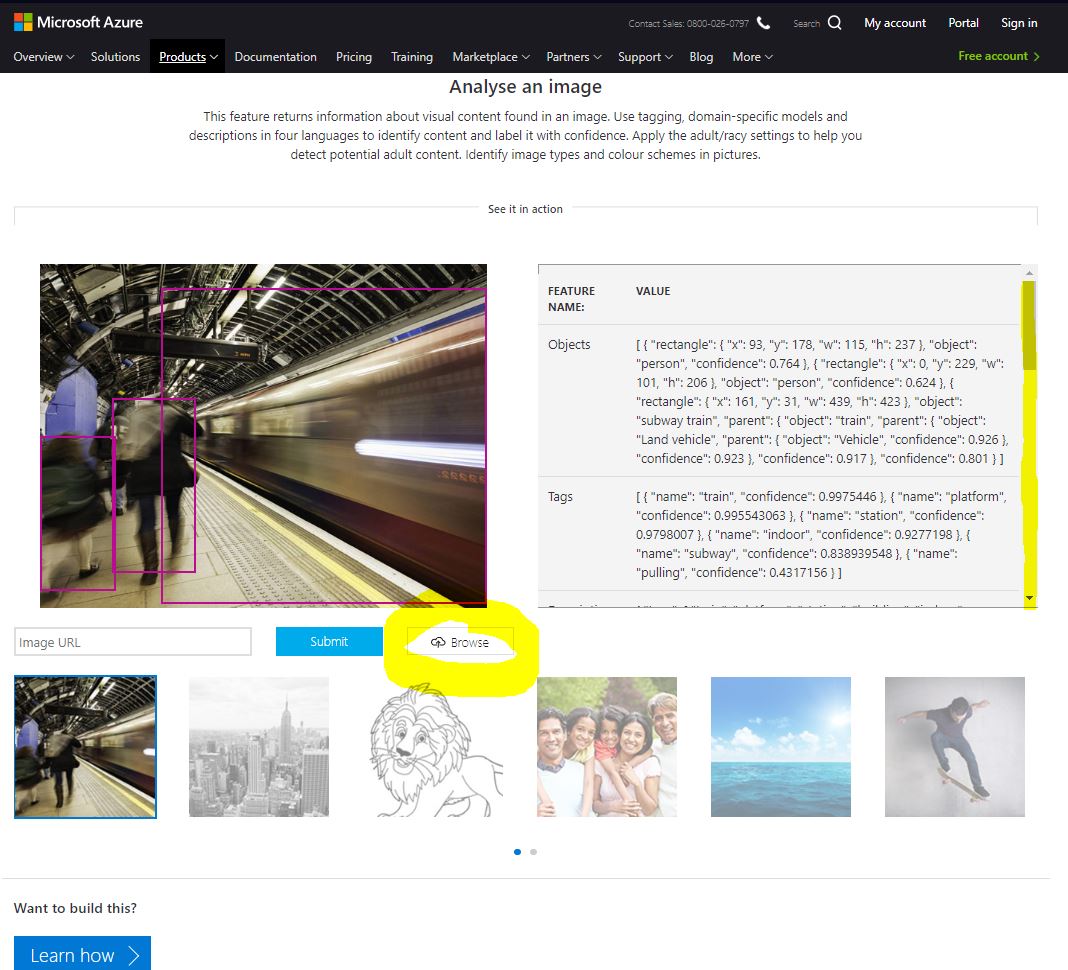 Microsoft Azure
Contact Sales: 0800-026-0797 Search My account Portal Sign in
Overview Solutions Products Documentation Pricing Training Marketplace Partners Support Blog More Free account
Analyse an image
This feature returns information about visual content found in an image. Use tagging, domain-specific models and
descriptions in four languages to identify content and label it with confidence. Apply the adult/racy settings to help you
detect potential adult content. Identify image types and colour schemes in pictures.
See it in action
FEATURE NAME: VALUE
Objects
[ { "rectangle": { "x": 93, "y": 178, "w": 115, "h": 237 }, "object":
"person", "confidence": 0.764 }, { "rectangle": { "x": 0, "y": 229, "w":
101, "h": 206 }, "object": "person", "confidence": 0.624 }, {
"rectangle": { "x": 161, "y": 31, "w": 439, "h": 423 }, "object":
"subway train", "parent": { "object": "train", "parent": { "object":
"Land vehicle", "parent": { "object": "Vehicle", "confidence": 0.926 },
"confidence": 0.923 }, "confidence": 0.917 }, "confidence": 0.801 } ]
Tags
[ { "name": "train", "confidence": 0.9975446 }, { "name": "platform",
"confidence": 0.995543063 }, { "name": "station", "confidence":
0.9798007 }, { "name": "indoor", "confidence": 0.9277198 }, {
"name": "subway", "confidence": 0.838939548 }, { "name":
"pulling", "confidence": 0.4317156 } ]
Image URL
Submit
Browse
Want to build this?
Learn how